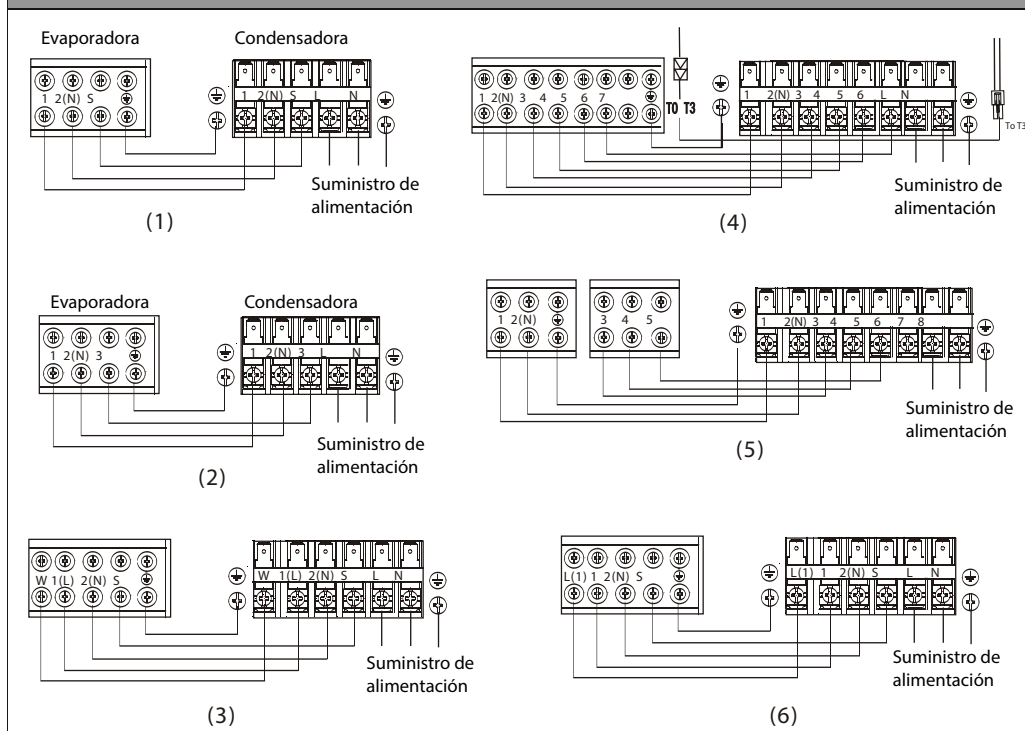 Evaporadora
Condensadora
1 2(N) S
1 2(N) S L N
Suministro de
alimentación
(1)
1 2(N) 3 4 5 6 7
TO T3
1 2(N) 3 4 5 6 L N
To T3
Suministro de
alimentación
(4)
Evaporadora
Condensadora
1 2(N) 3
1 2(N) 3 L N
Suministro de
alimentación
(2)
1 2(N)
3 4 5
1 2(N) 3 4 5 6 7 8
Suministro de
alimentación
(5)
W 1(L) 2(N) S
W 1(L) 2(N) S L N
Suministro de
alimentación
(3)
L(1) 1 2(N) S
L(1) 1 2(N) S L N
Suministro de
alimentación
(6)